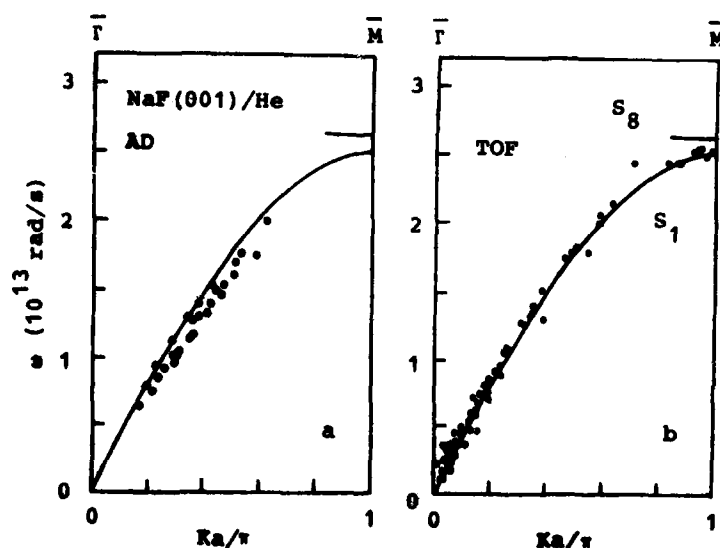 Γ̅ M̅ Γ̅ M̅
3 3
NaF(001)/He S₈
AD TOF
2 2
S₁
ω (10¹³ rad/s)
1 1
a b
0 0
0 1 0 1
Ka/π Ka/π